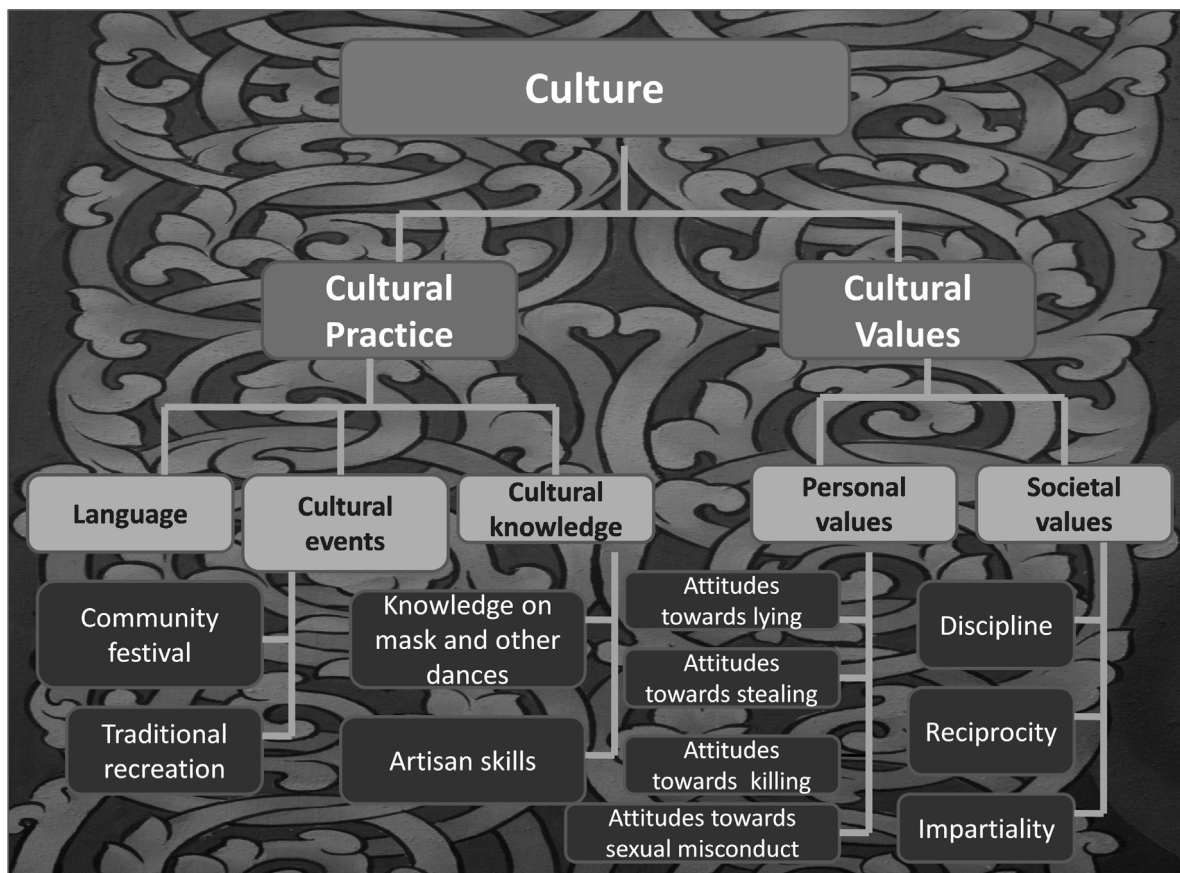 Culture
Cultural
Practice
Cultural
Values
Language
Cultural
events
Cultural
knowledge
Personal
values
Societal
values
Community
festival
Traditional
recreation
Knowledge on
mask and other
dances
Artisan skills
Attitudes
towards lying
Attitudes
towards stealing
Attitudes
towards killing
Attitudes towards
sexual misconduct
Discipline
Reciprocity
Impartiality